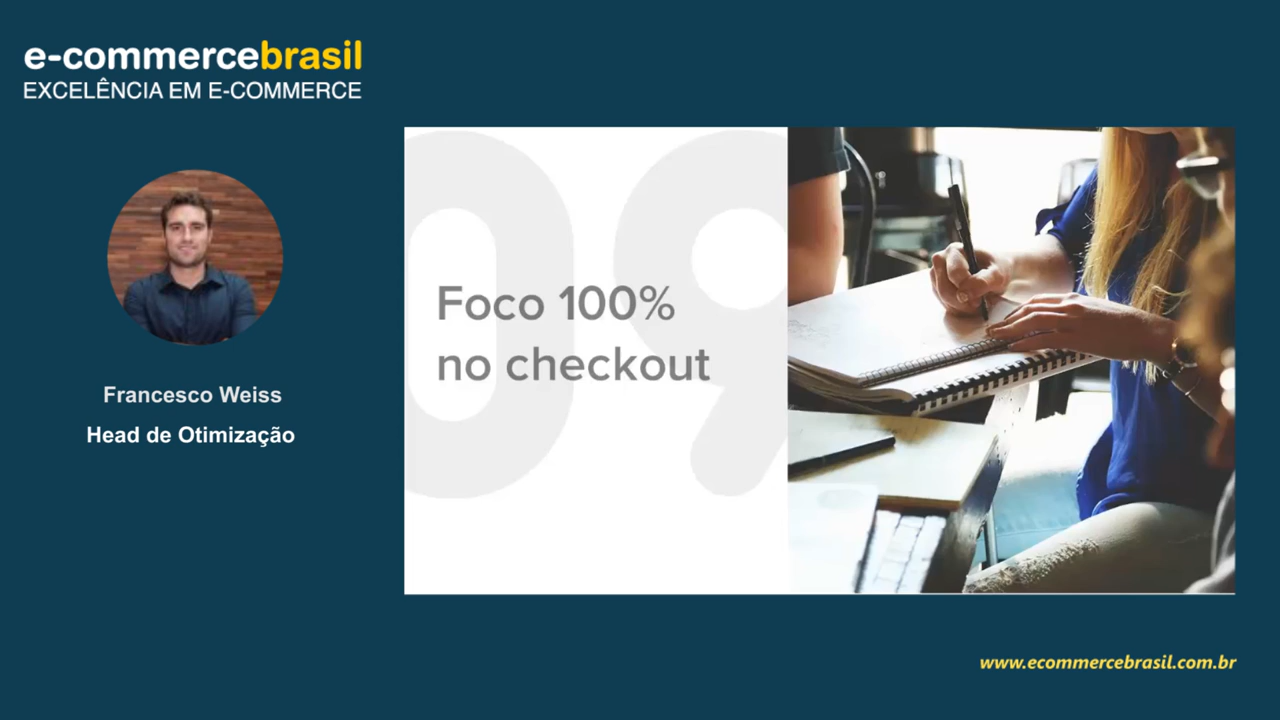 e-commercebrasil
EXCELÊNCIA EM E-COMMERCE
09
Foco 100%
no checkout
Francesco Weiss
Head de Otimização
www.ecommercebrasil.com.br